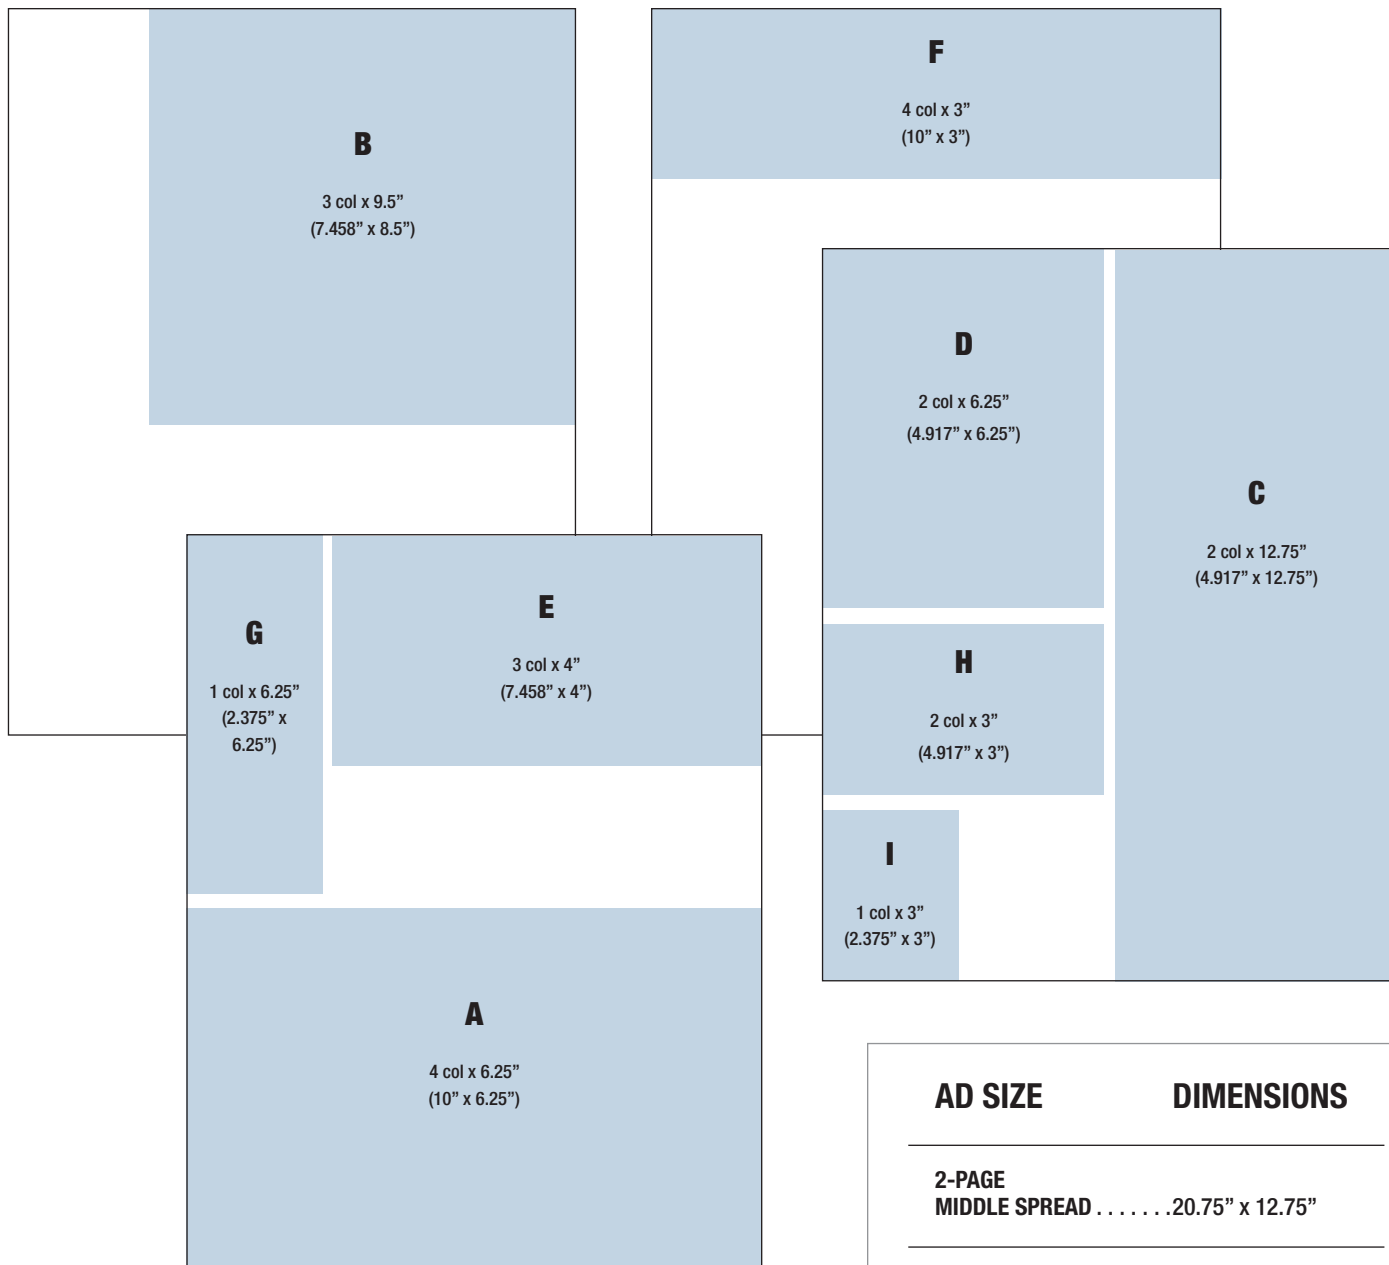 B
3 col x 9.5”
(7.458” x 8.5”)
F
4 col x 3”
(10” x 3”)
D
2 col x 6.25”
(4.917” x 6.25”)
C
2 col x 12.75”
(4.917” x 12.75”)
G
1 col x 6.25”
(2.375” x
6.25”)
E
3 col x 4”
(7.458” x 4”)
H
2 col x 3”
(4.917” x 3”)
I
1 col x 3”
(2.375” x 3”)
A
4 col x 6.25”
(10” x 6.25”)
AD SIZE DIMENSIONS
2-PAGE
MIDDLE SPREAD . . . . . . .20.75” x 12.75”